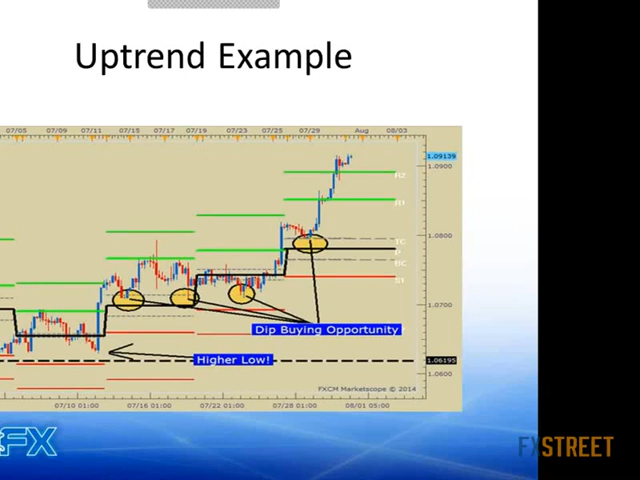 Uptrend Example
07/05 07/09 07/11 07/15 07/17 07/19 07/23 07/25 07/29 Aug 08/03
1.09139
1.0900
R2
R1
1.0800
TC
P
BC
S1
1.0700
Dip Buying Opportunity
Higher Low!
1.06195
1.0600
FXCM Marketscope © 2014
07/10 01:00 07/16 01:00 07/22 01:00 07/28 01:00 08/01 05:00
FX
FXSTREET